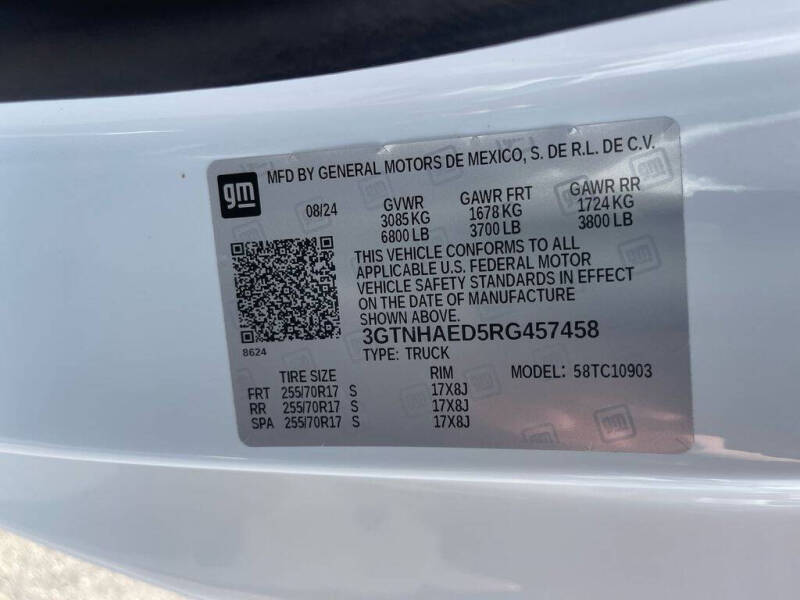 gm
MFD BY GENERAL MOTORS DE MEXICO, S. DE R.L. DE C.V.
08/24 GVWR GAWR FRT GAWR RR
3085 KG 1678 KG 1724 KG
6800 LB 3700 LB 3800 LB
THIS VEHICLE CONFORMS TO ALL
APPLICABLE U.S. FEDERAL MOTOR
VEHICLE SAFETY STANDARDS IN EFFECT
ON THE DATE OF MANUFACTURE
SHOWN ABOVE.
8624
3GTNHAED5RG457458
TYPE: TRUCK
TIRE SIZE RIM MODEL: 58TC10903
FRT 255/70R17 S 17X8J
RR 255/70R17 S 17X8J
SPA 255/70R17 S 17X8J